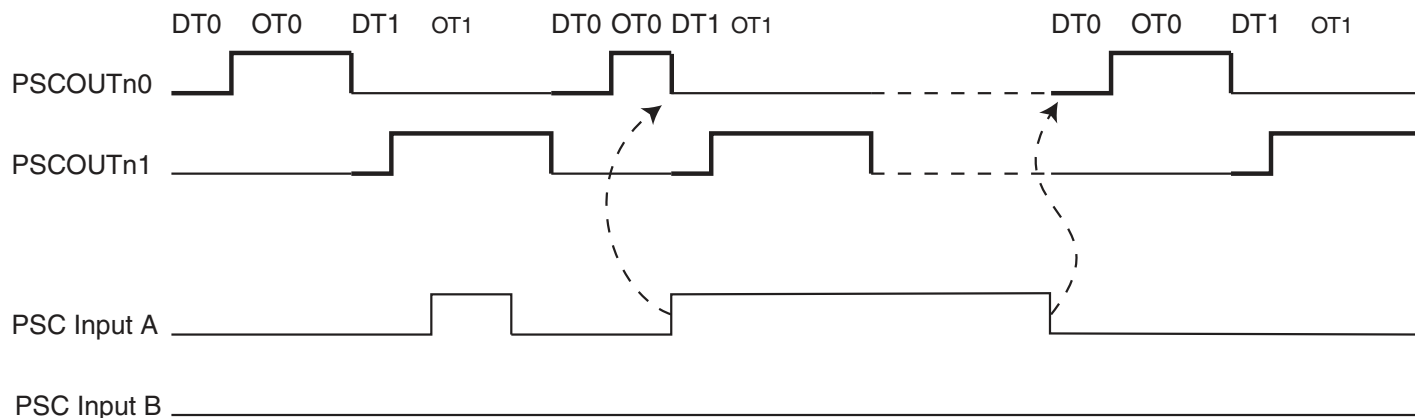 DT0 OT0 DT1 OT1 DT0 OT0 DT1 OT1 DT0 OT0 DT1 OT1
PSCOUTn0
PSCOUTn1
PSC Input A
PSC Input B